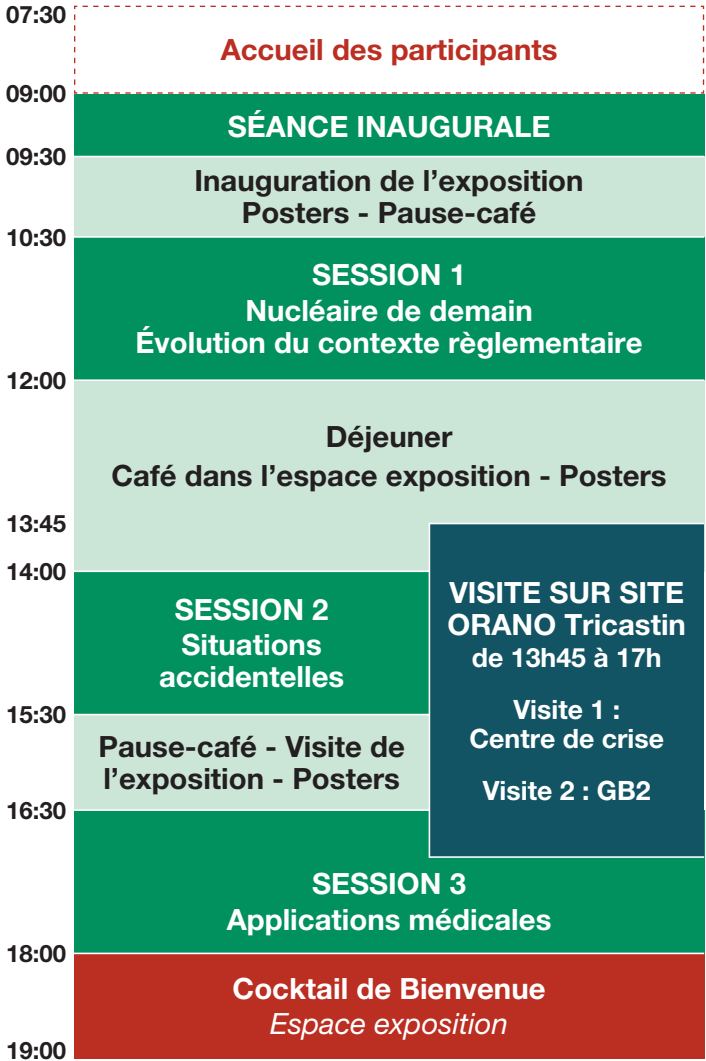 07:30
Accueil des participants
09:00
SÉANCE INAUGURALE
09:30
Inauguration de l’exposition
Posters - Pause-café
10:30
SESSION 1
Nucléaire de demain
Évolution du contexte règlementaire
12:00
Déjeuner
Café dans l’espace exposition - Posters
13:45
14:00
SESSION 2
Situations
accidentelles
15:30
Pause-café - Visite de
l’exposition - Posters
16:30
VISITE SUR SITE
ORANO Tricastin
de 13h45 à 17h
Visite 1 :
Centre de crise
Visite 2 : GB2
SESSION 3
Applications médicales
18:00
Cocktail de Bienvenue
Espace exposition
19:00